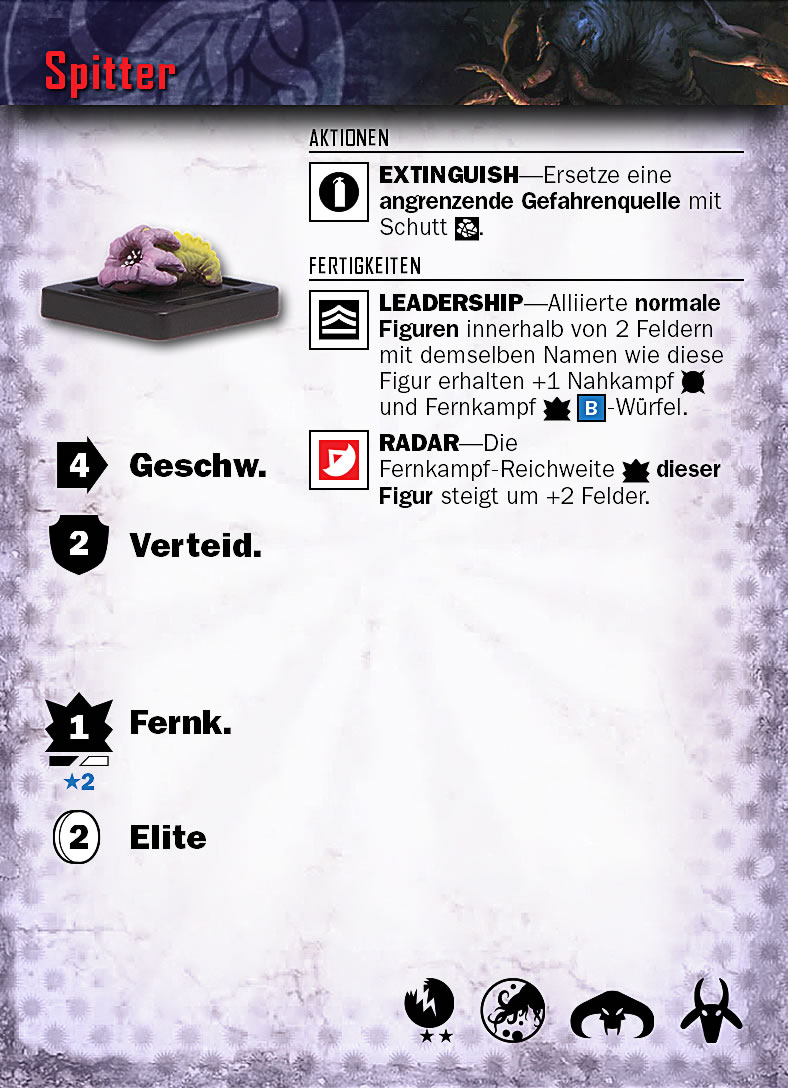 Spitter
AKTIONEN
EXTINGUISH—Ersetze eine
angrenzende Gefahrenquelle mit
Schutt .
FERTIGKEITEN
LEADERSHIP—Alliierte normale
Figuren innerhalb von 2 Feldern
mit demselben Namen wie diese
Figur erhalten +1 Nahkampf
und Fernkampf B -Würfel.
RADAR—Die
Fernkampf-Reichweite dieser
Figur steigt um +2 Felder.
4 Geschw.
2 Verteid.
1 Fernk.
★2
2 Elite
★★